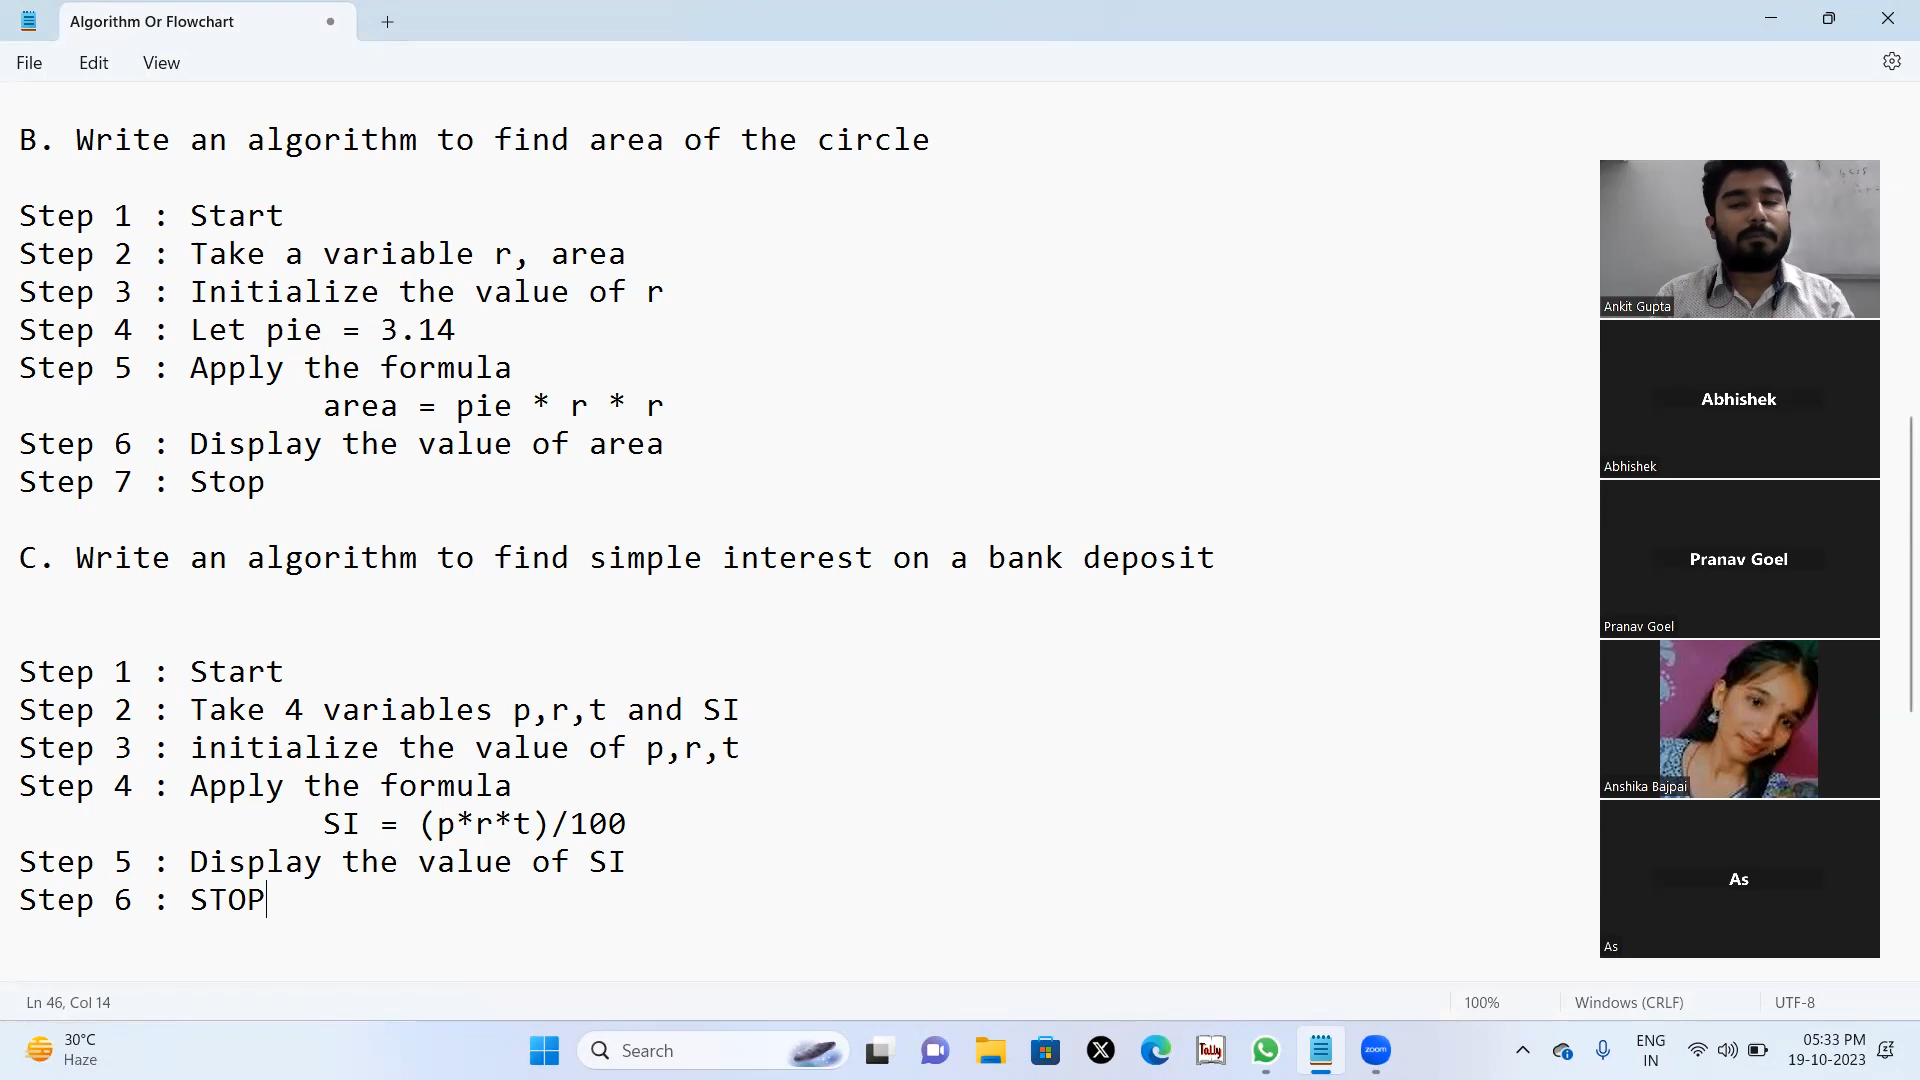 Algorithm Or Flowchart
File Edit View
B. Write an algorithm to find area of the circle
Step 1 : Start
Step 2 : Take a variable r, area
Step 3 : Initialize the value of r
Step 4 : Let pie = 3.14
Step 5 : Apply the formula
area = pie * r * r
Step 6 : Display the value of area
Step 7 : Stop
C. Write an algorithm to find simple interest on a bank deposit
Step 1 : Start
Step 2 : Take 4 variables p,r,t and SI
Step 3 : initialize the value of p,r,t
Step 4 : Apply the formula
SI = (p*r*t)/100
Step 5 : Display the value of SI
Step 6 : STOP
Ankit Gupta
Abhishek
Abhishek
Pranav Goel
Pranav Goel
Anshika Bajpai
As
As
Ln 46, Col 14
100%
Windows (CRLF)
UTF-8
30°C
Haze
Search
Tally
zoom
ENG
IN
05:33 PM
19-10-2023